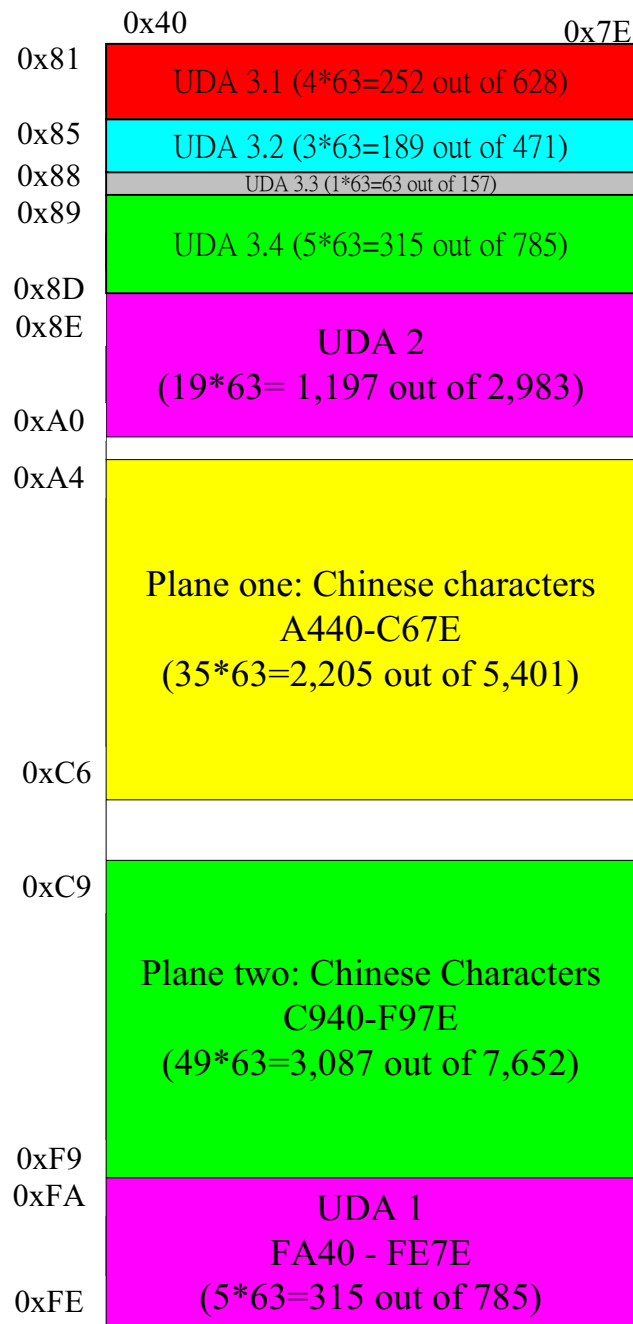 0x40
0x7E
0x81
UDA 3.1 (4*63=252 out of 628)
0x85
UDA 3.2 (3*63=189 out of 471)
0x88
UDA 3.3 (1*63=63 out of 157)
0x89
UDA 3.4 (5*63=315 out of 785)
0x8D
0x8E
UDA 2
(19*63= 1,197 out of 2,983)
0xA0
0xA4
Plane one: Chinese characters
A440-C67E
(35*63=2,205 out of 5,401)
0xC6
0xC9
Plane two: Chinese Characters
C940-F97E
(49*63=3,087 out of 7,652)
0xF9
0xFA
UDA 1
FA40 - FE7E
(5*63=315 out of 785)
0xFE